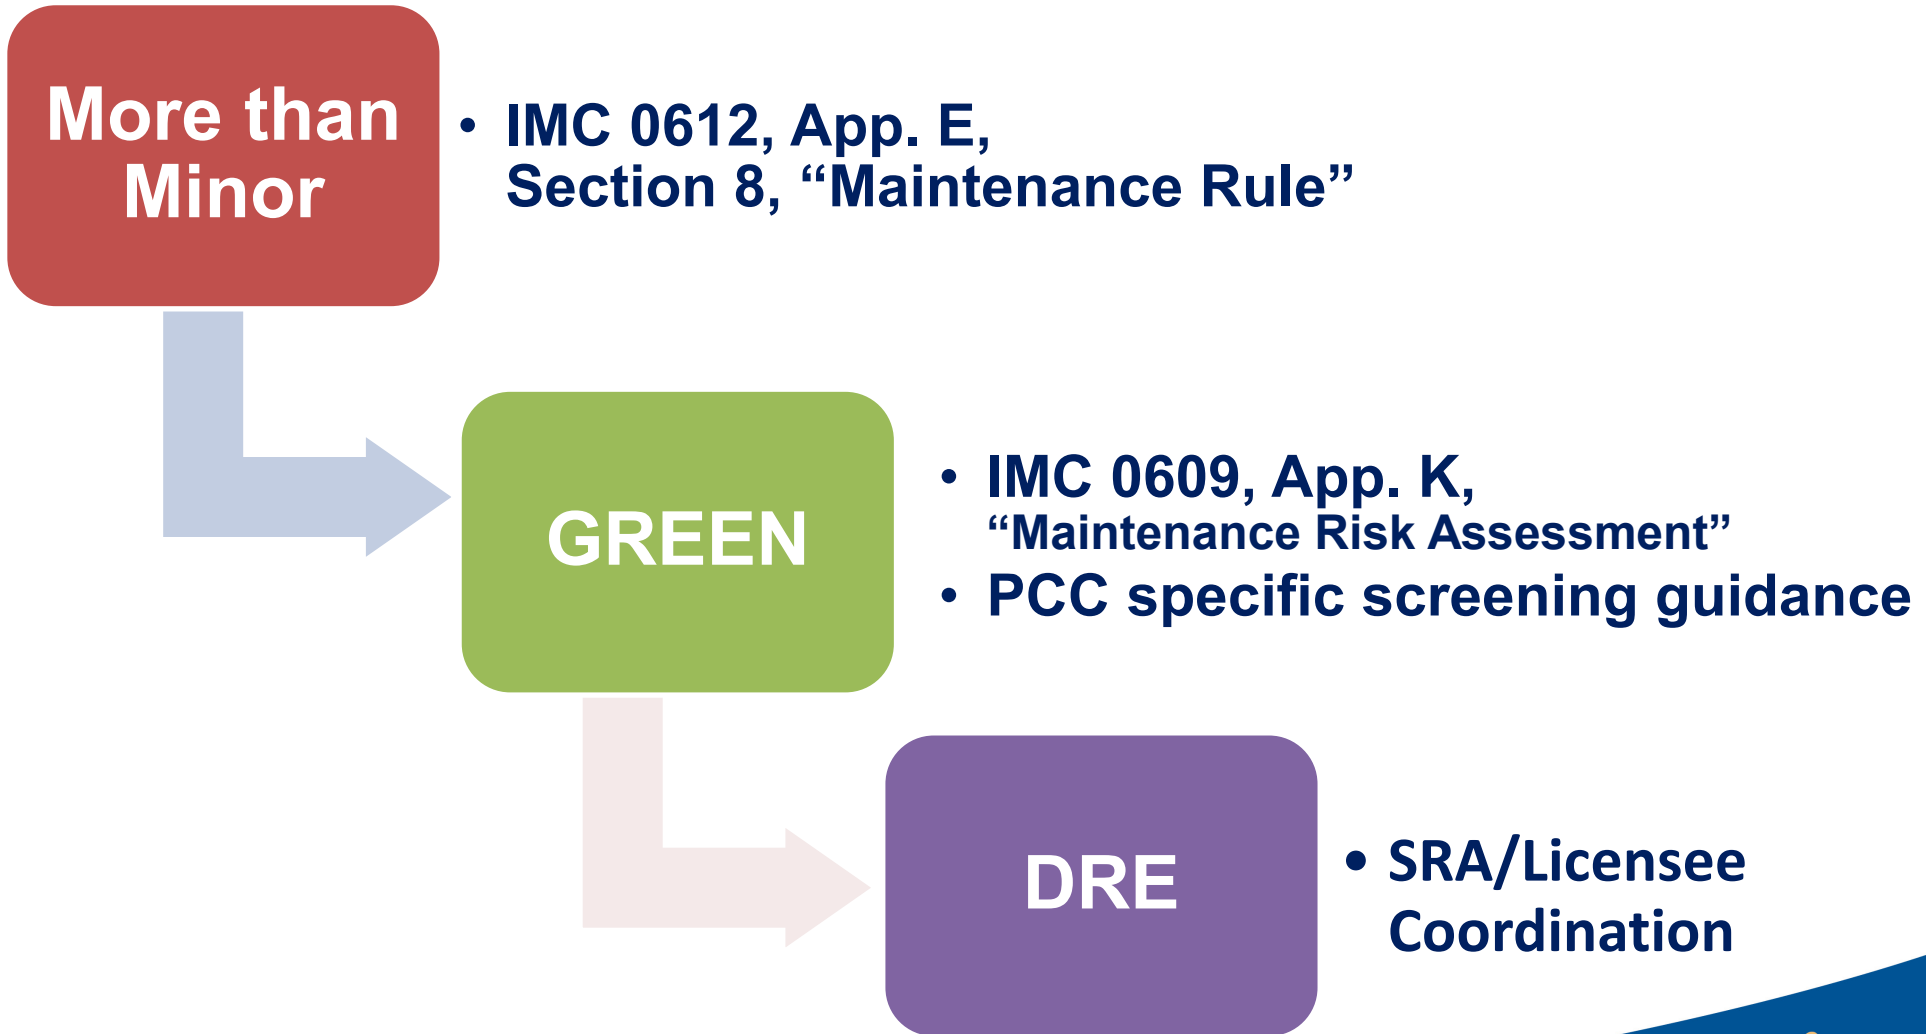 More than
Minor
• IMC 0612, App. E,
Section 8, “Maintenance Rule”
GREEN
• IMC 0609, App. K,
“Maintenance Risk Assessment”
• PCC specific screening guidance
DRE
• SRA/Licensee
Coordination